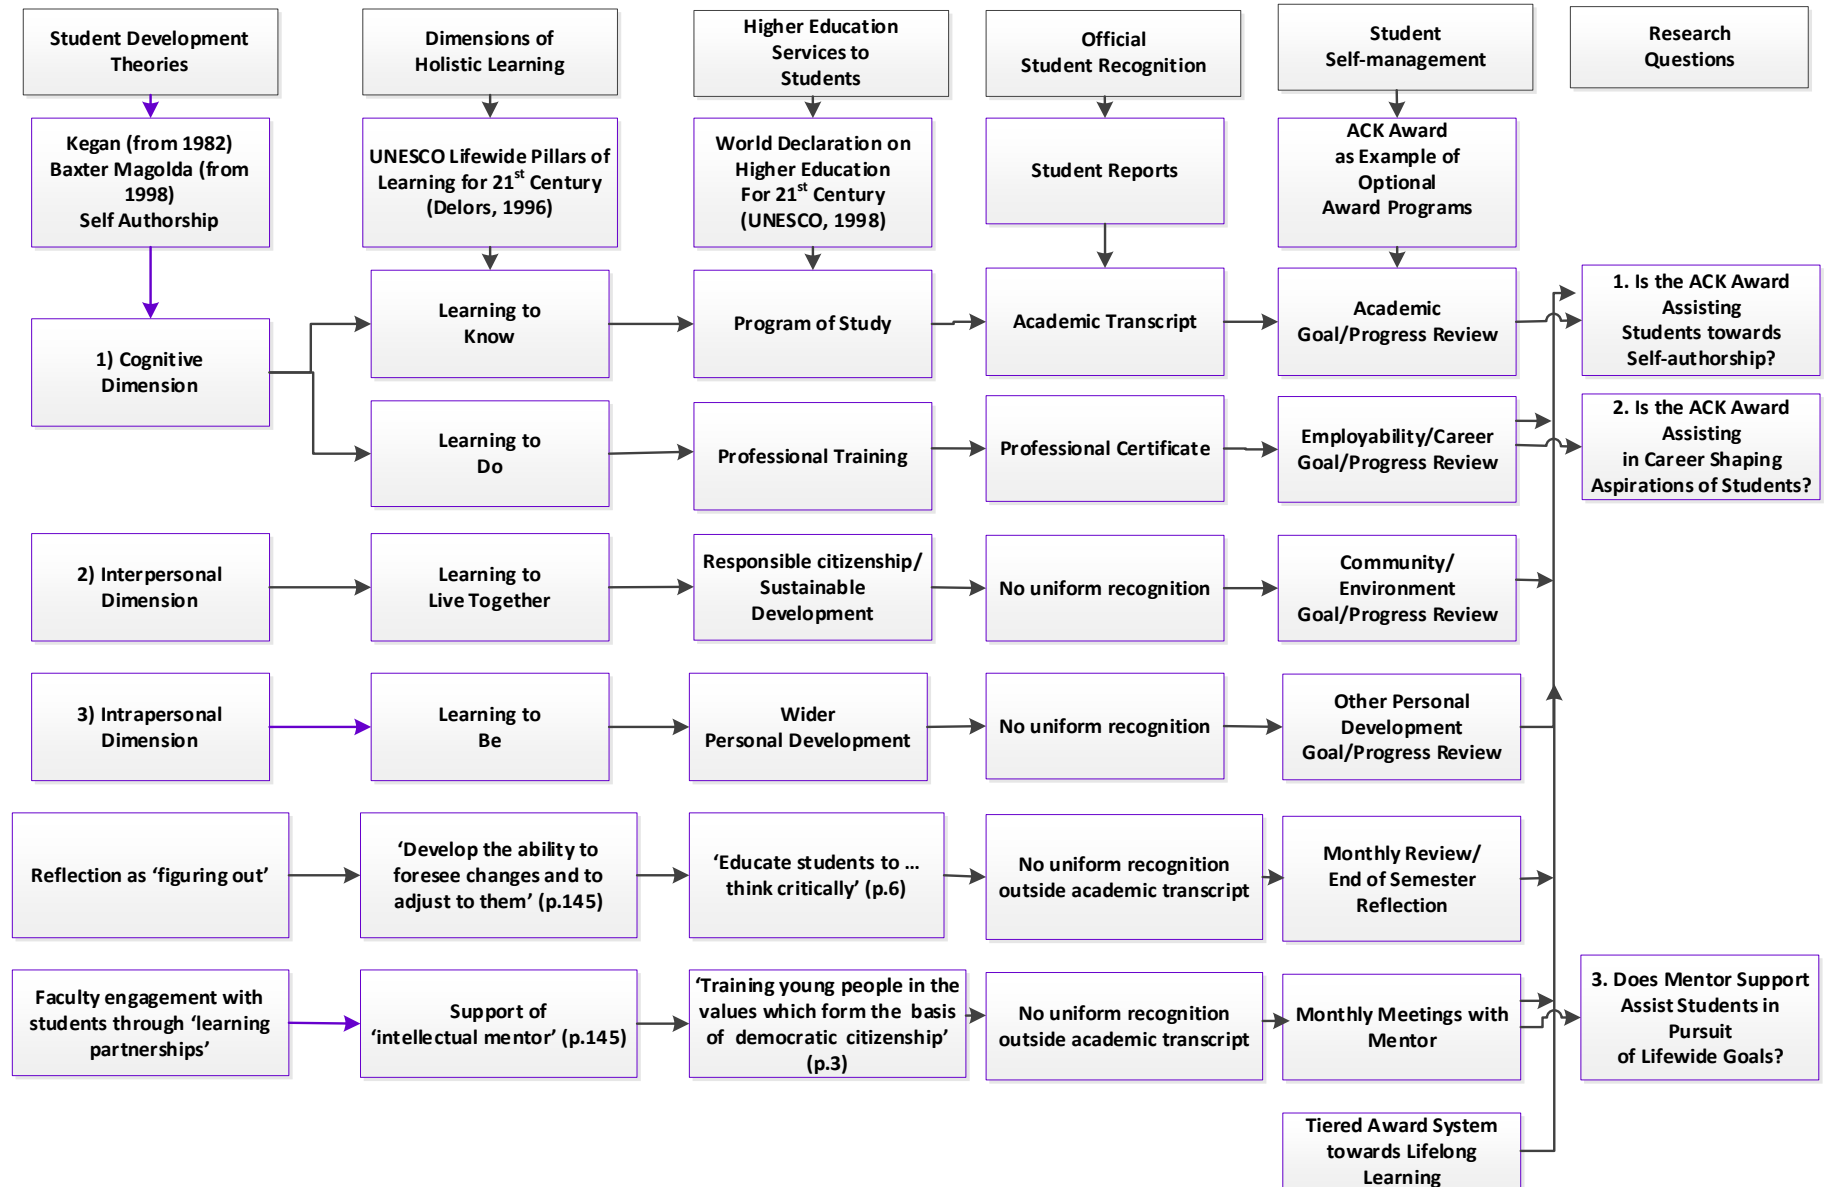 Student Development
Theories
Dimensions of
Holistic Learning
Higher Education
Services to
Students
Official
Student Recognition
Student
Self-management
Research
Questions
Kegan (from 1982)
Baxter Magolda (from
1998)
Self Authorship
UNESCO Lifewide Pillars of
Learning for 21st Century
(Delors, 1996)
World Declaration on
Higher Education
For 21st Century
(UNESCO, 1998)
Student Reports
ACK Award
as Example of
Optional
Award Programs
1) Cognitive
Dimension
Learning to
Know
Program of Study
Academic Transcript
Academic
Goal/Progress Review
1. Is the ACK Award
Assisting
Students towards
Self-authorship?
Learning to
Do
Professional Training
Professional Certificate
Employability/Career
Goal/Progress Review
2. Is the ACK Award
Assisting
in Career Shaping
Aspirations of Students?
2) Interpersonal
Dimension
Learning to
Live Together
Responsible citizenship/
Sustainable
Development
No uniform recognition
Community/
Environment
Goal/Progress Review
3) Intrapersonal
Dimension
Learning to
Be
Wider
Personal Development
No uniform recognition
Other Personal
Development
Goal/Progress Review
Reflection as ‘figuring out’
‘Develop the ability to
foresee changes and to
adjust to them’ (p.145)
‘Educate students to ...
think critically’ (p.6)
No uniform recognition
outside academic transcript
Monthly Review/
End of Semester
Reflection
Faculty engagement with
students through ‘learning
partnerships’
Support of
‘intellectual mentor’ (p.145)
‘Training young people in the
values which form the basis
of democratic citizenship’
(p.3)
No uniform recognition
outside academic transcript
Monthly Meetings with
Mentor
3. Does Mentor Support
Assist Students in
Pursuit
of Lifewide Goals?
Tiered Award System
towards Lifelong
Learning